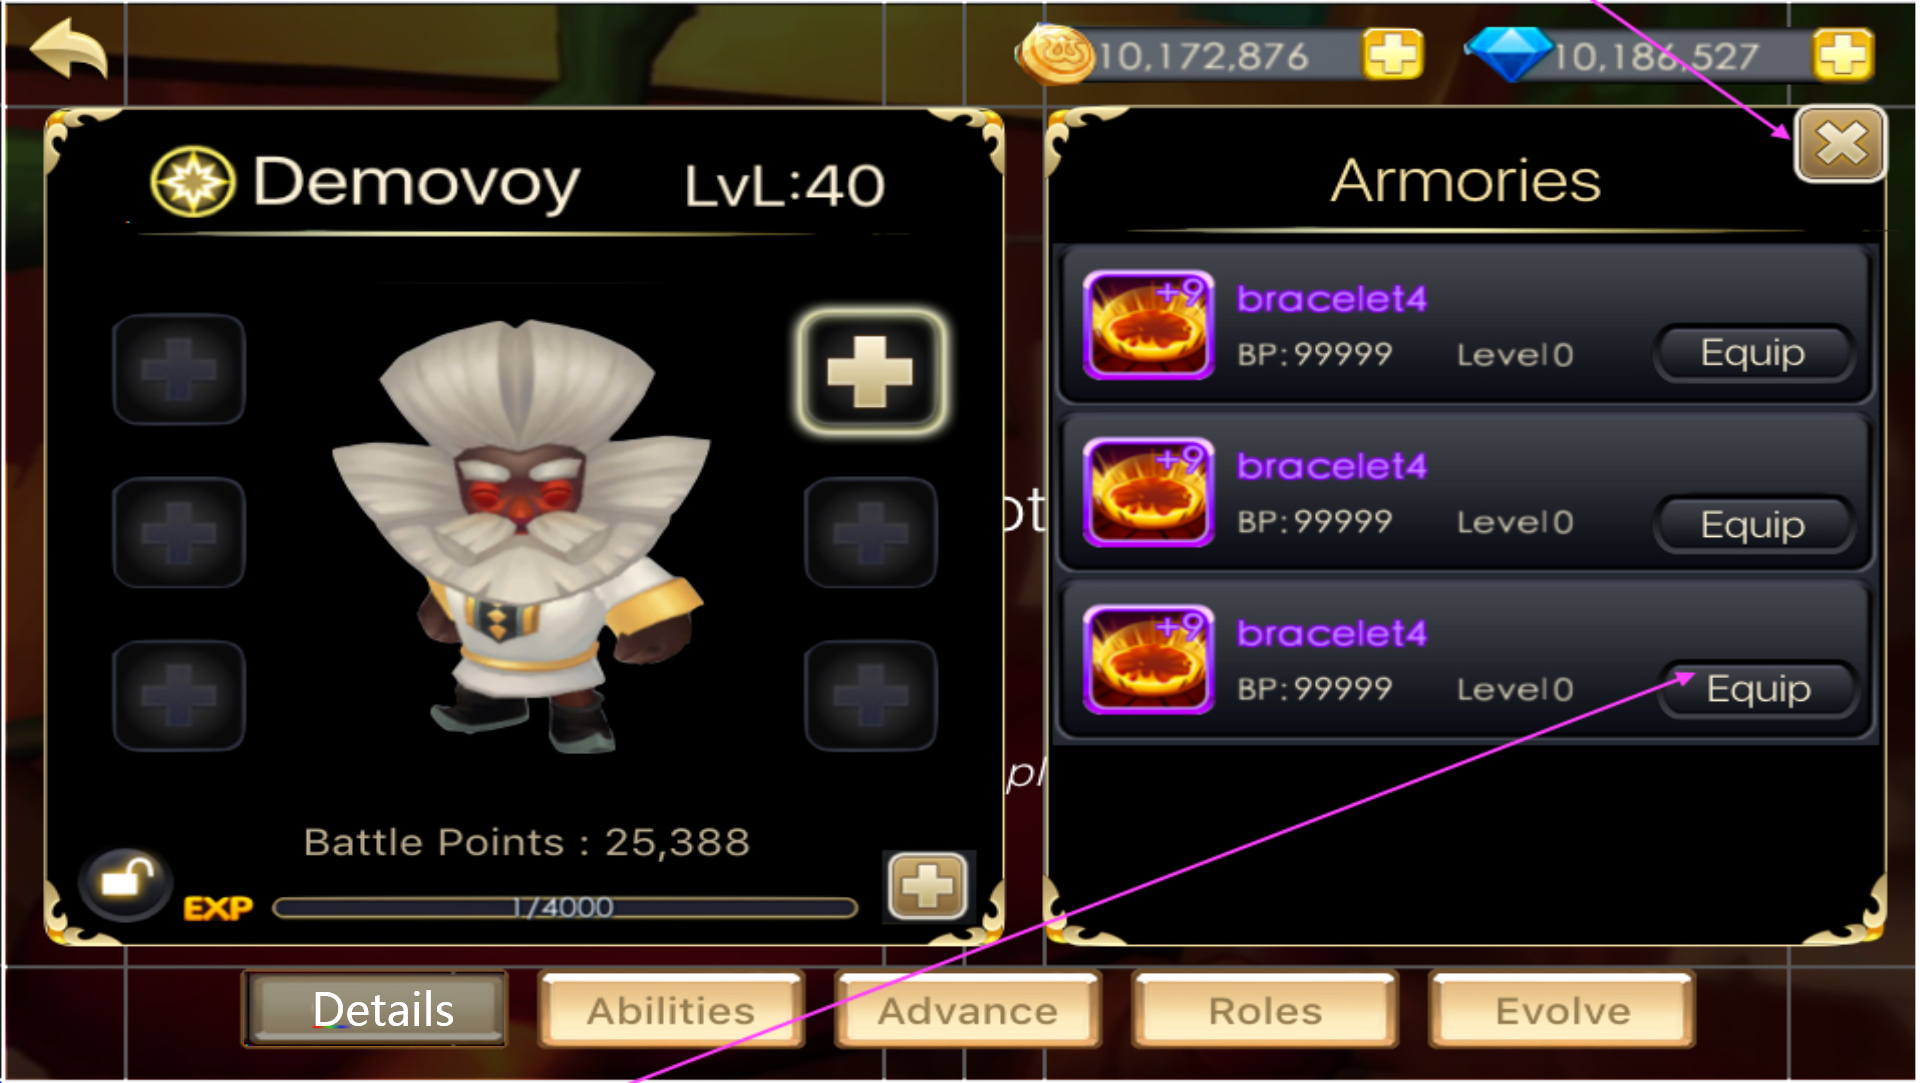 10,172,876
10,186,527
Demovoy LvL:40
Armories
+9
bracelet4
BP:99999 Level0 Equip
+9
bracelet4
BP:99999 Level0 Equip
+9
bracelet4
BP:99999 Level0 Equip
Battle Points : 25,388
EXP 1/4000
Details Abilities Advance Roles Evolve